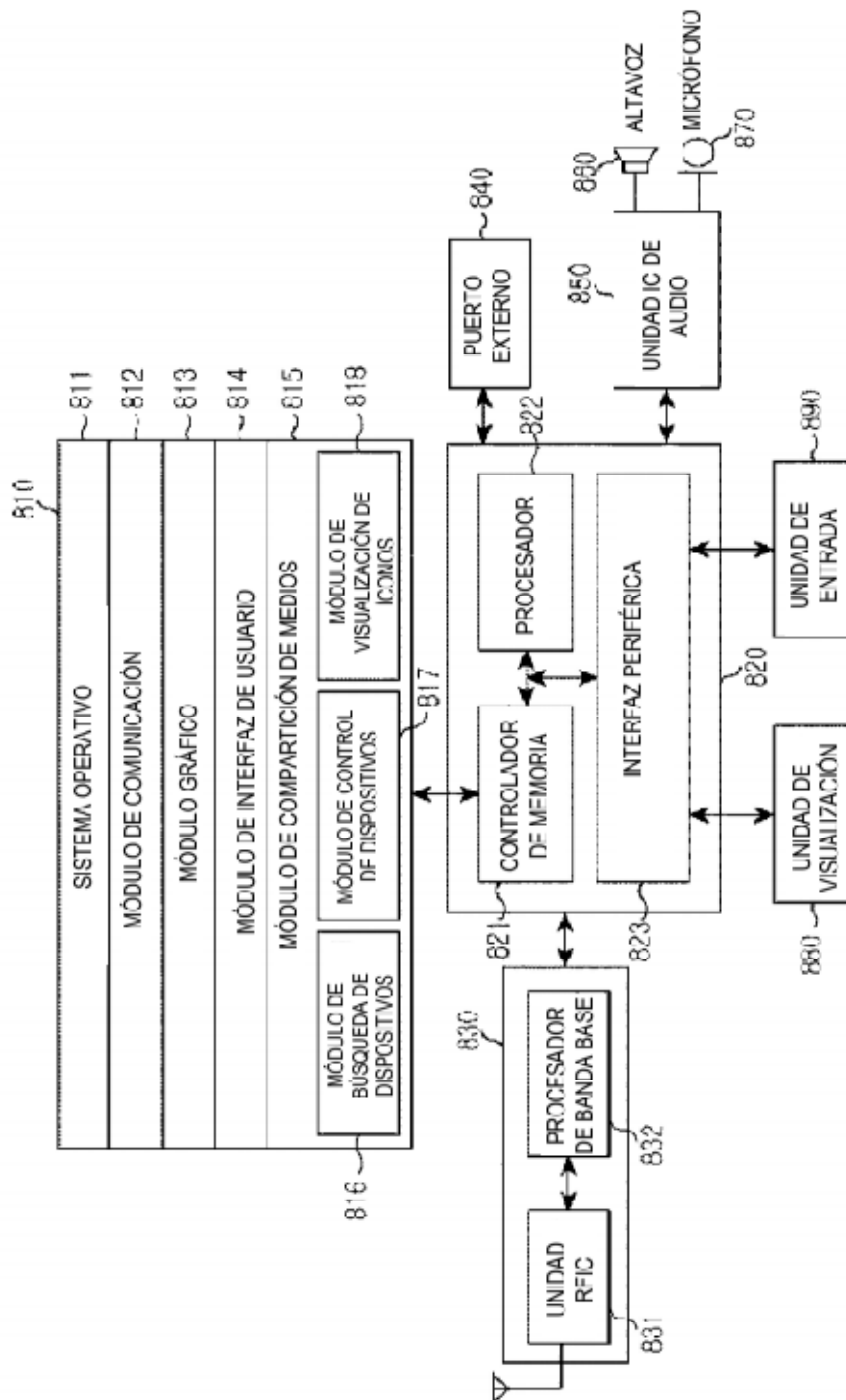 810
SISTEMA OPERATIVO
811
MÓDULO DE COMUNICACIÓN
812
MÓDULO GRÁFICO
813
MÓDULO DE INTERFAZ DE USUARIO
814
MÓDULO DE COMPARTICIÓN DE MEDIOS
815
MÓDULO DE
BÚSQUEDA DE
DISPOSITIVOS
816
MÓDULO DE CONTROL
DE DISPOSITIVOS
817
MÓDULO DE
VISUALIZACIÓN DE
ICONOS
818
830
UNIDAD
RFIC
831
PROCESADOR
DE BANDA BASE
832
CONTROLADOR
DE MEMORIA
821
PROCESADOR
822
INTERFAZ PERIFÉRICA
823
820
PUERTO
EXTERNO
840
850
UNIDAD IC DE
AUDIO
860
ALTAVOZ
MICRÓFONO
870
UNIDAD DE
VISUALIZACIÓN
880
UNIDAD DE
ENTRADA
890